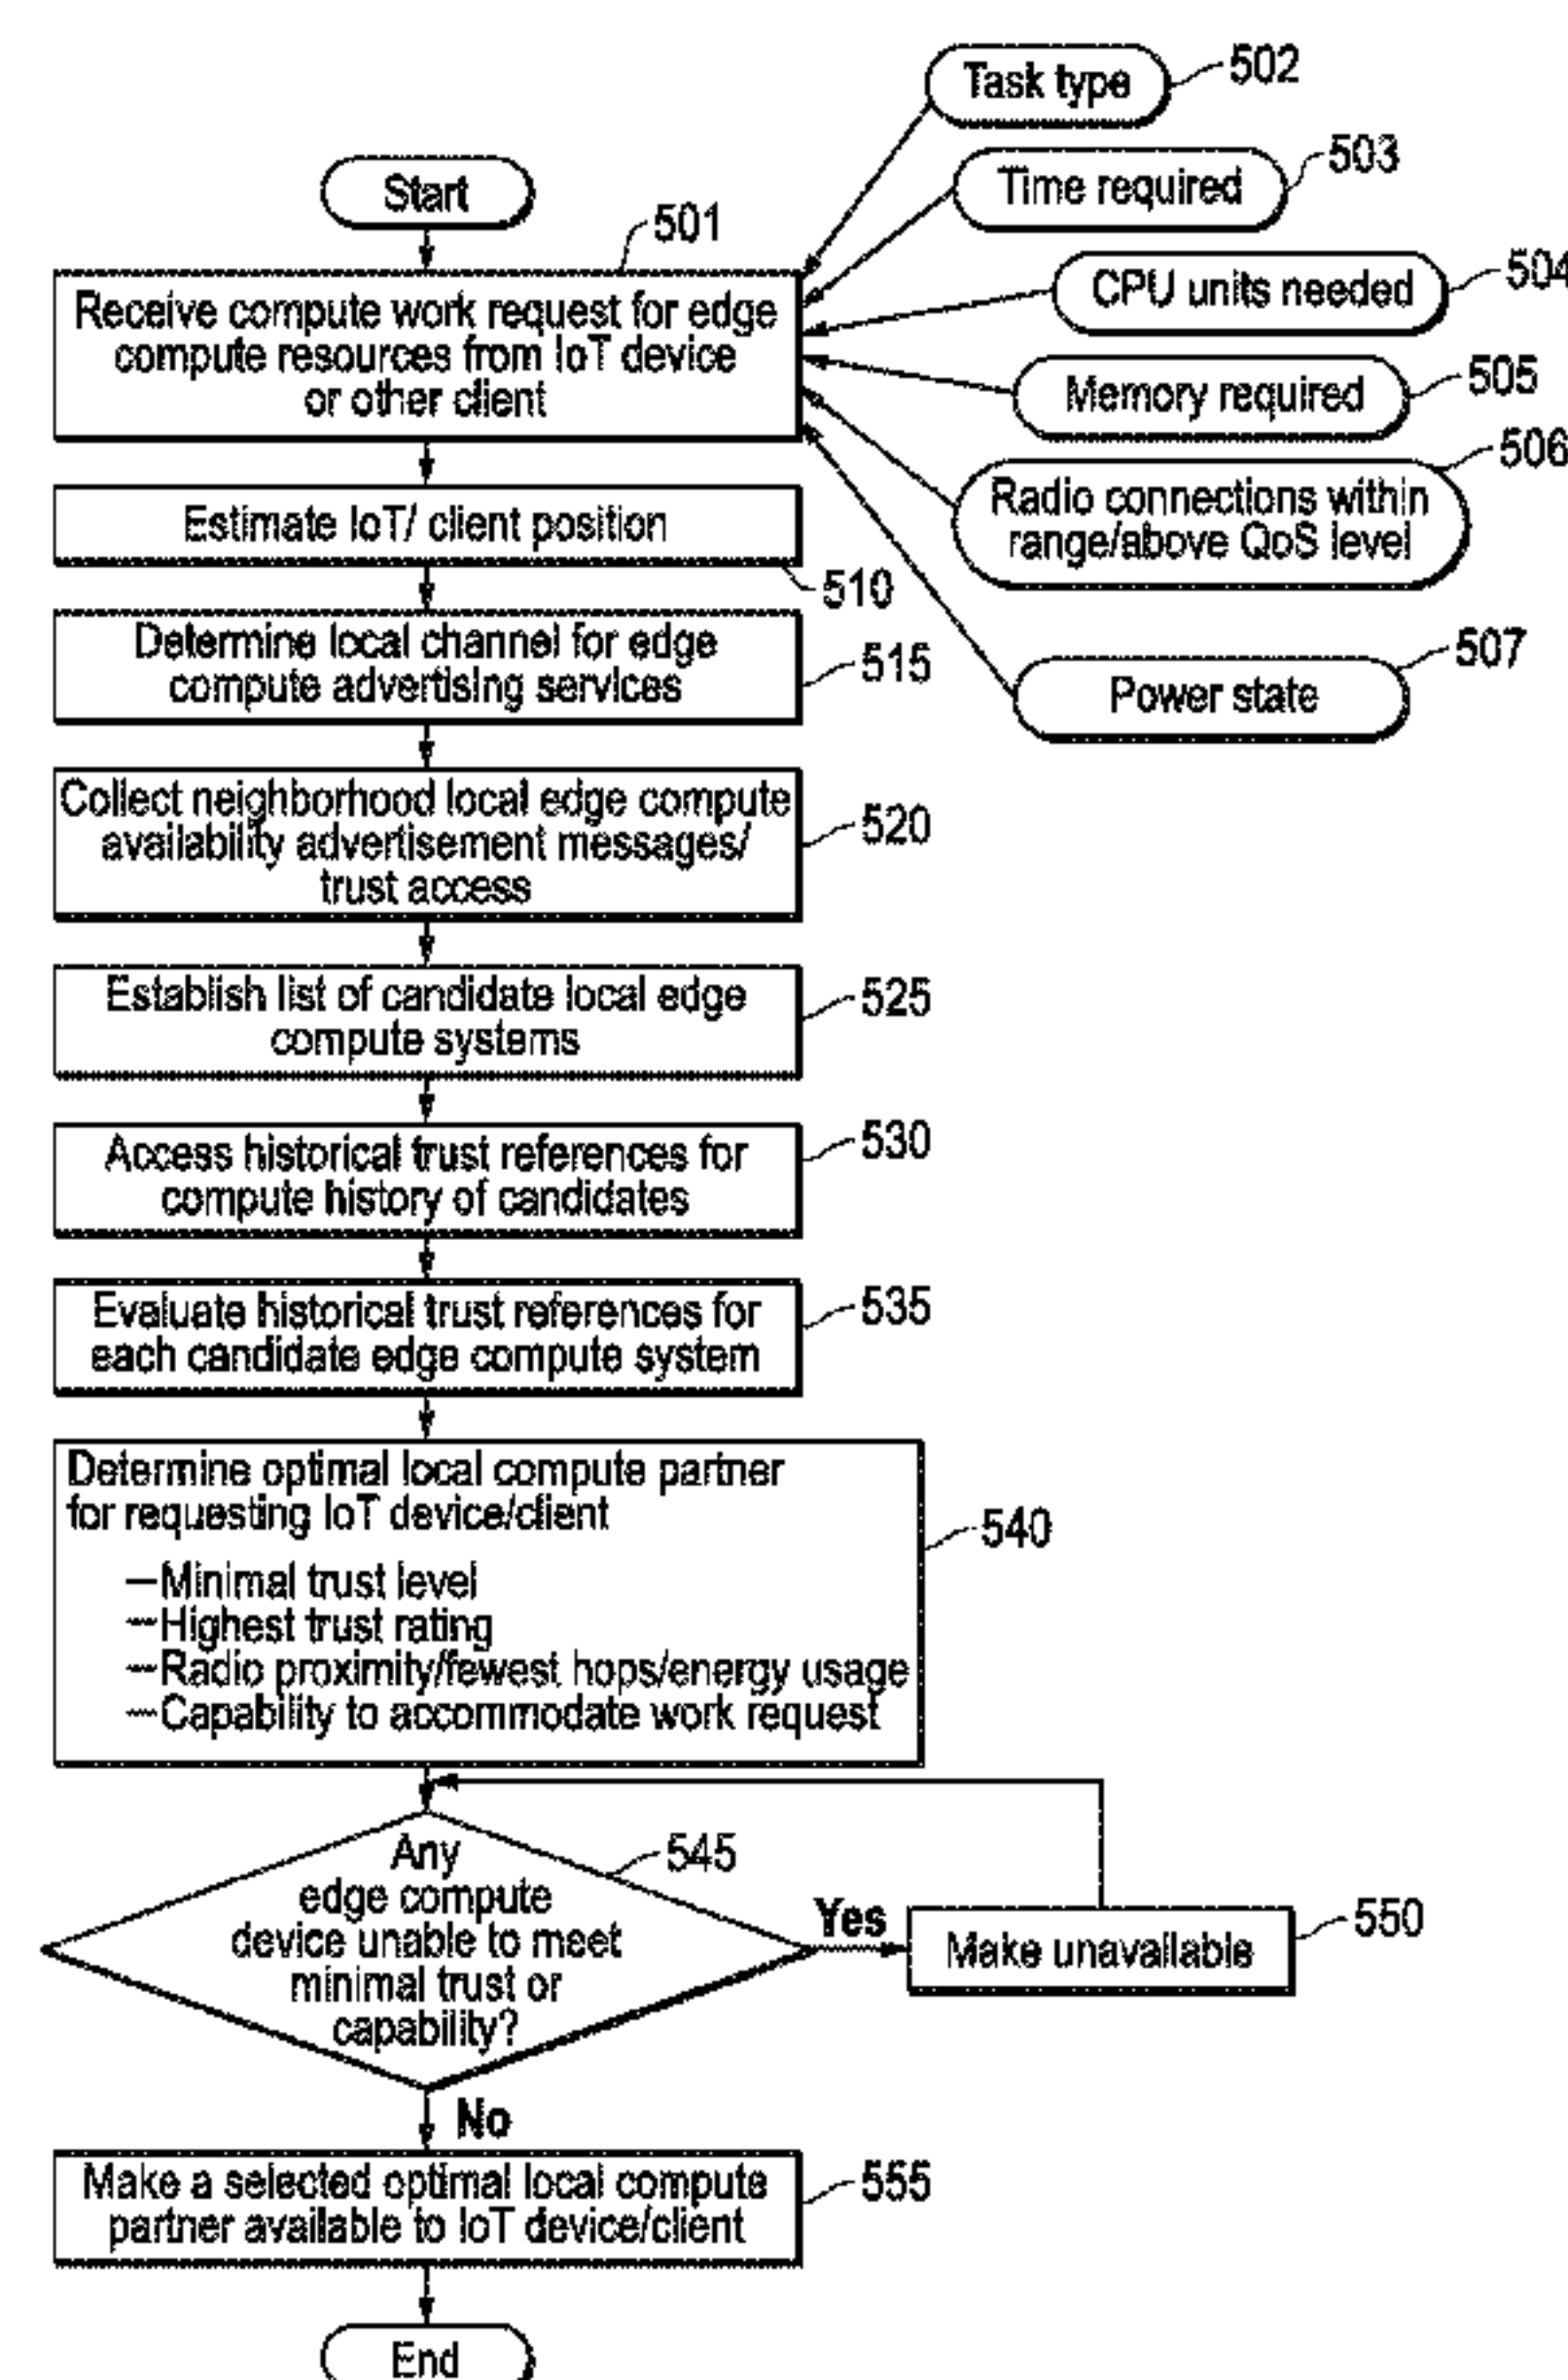 Task type
502
Time required
503
CPU units needed
504
Memory required
505
Radio connections within
range/above QoS level
506
Power state
507
Start
501
Receive compute work request for edge
compute resources from IoT device
or other client
Estimate IoT/ client position
510
Determine local channel for edge
compute advertising services
515
Collect neighborhood local edge compute
availability advertisement messages/
trust access
520
Establish list of candidate local edge
compute systems
525
Access historical trust references for
compute history of candidates
530
Evaluate historical trust references for
each candidate edge compute system
535
Determine optimal local compute partner
for requesting IoT device/client
—Minimal trust level
—Highest trust rating
—Radio proximity/fewest hops/energy usage
—Capability to accommodate work request
540
Any
edge compute
device unable to meet
minimal trust or
capability?
545
Yes
Make unavailable
550
No
Make a selected optimal local compute
partner available to IoT device/client
555
End